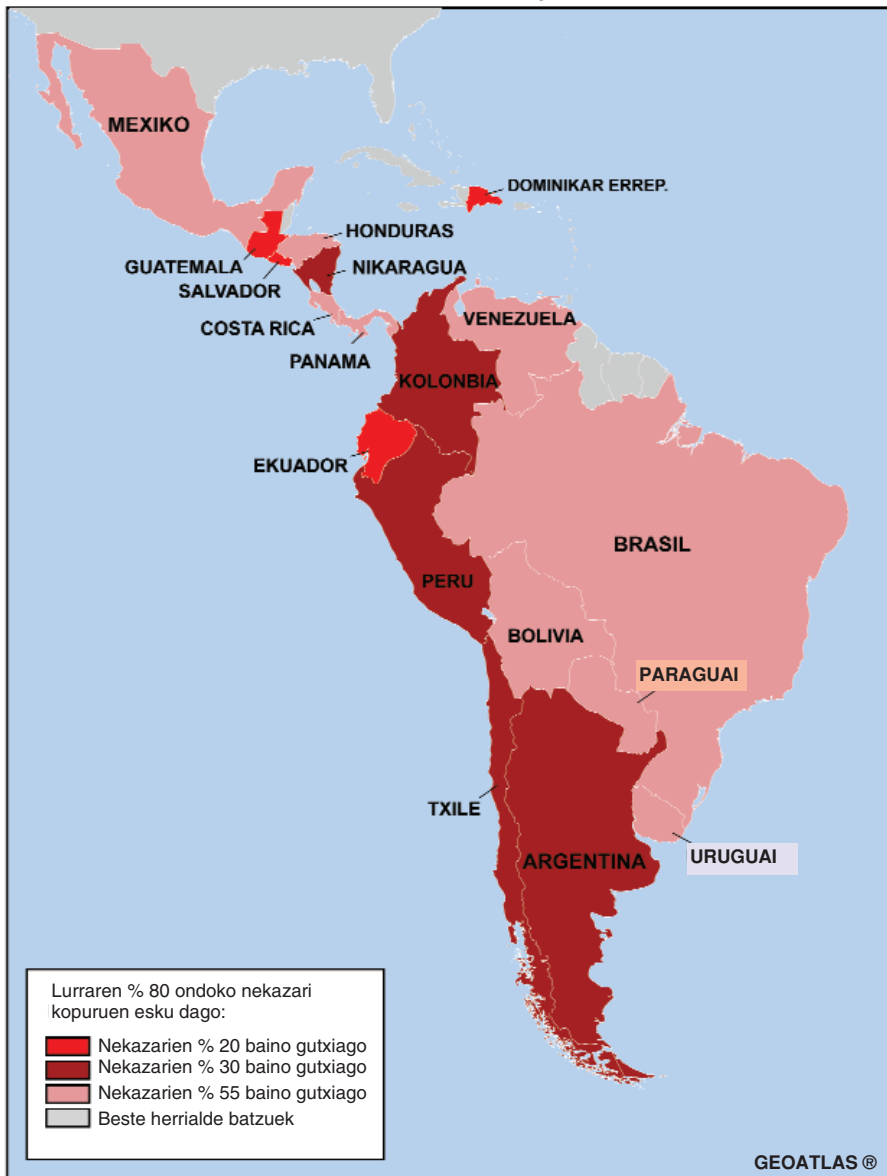 MEXIKO
DOMINIKAR ERREP.
HONDURAS
GUATEMALA
NIKARAGUA
SALVADOR
COSTA RICA
VENEZUELA
PANAMA
KOLONBIA
EKUADOR
BRASIL
PERU
BOLIVIA
PARAGUAI
TXILE
URUGUAI
ARGENTINA
Lurraren % 80 ondoko nekazari
kopuruen esku dago:
Nekazarien % 20 baino gutxiago
Nekazarien % 30 baino gutxiago
Nekazarien % 55 baino gutxiago
Beste herrialde batzuek
GEOATLAS ®